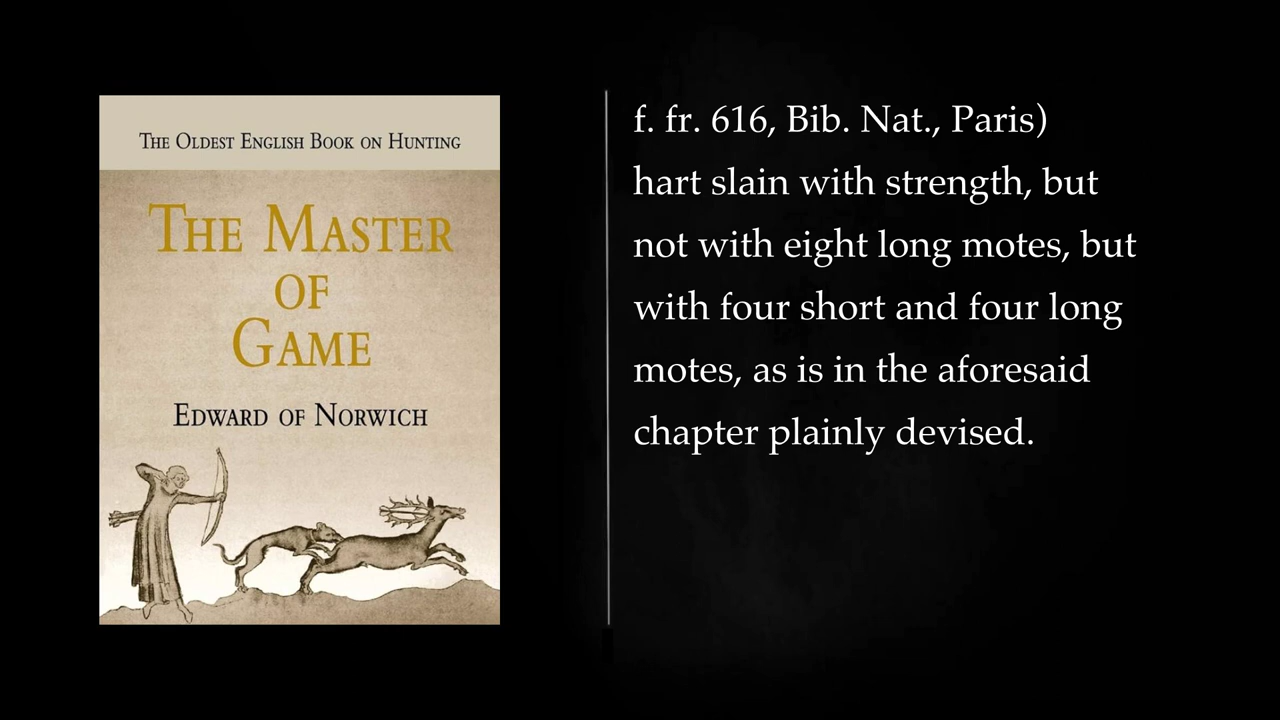 The Oldest English Book on Hunting
The Master
of
Game
Edward of Norwich
f. fr. 616, Bib. Nat., Paris)
hart slain with strength, but
not with eight long motes, but
with four short and four long
motes, as is in the aforesaid
chapter plainly devised.